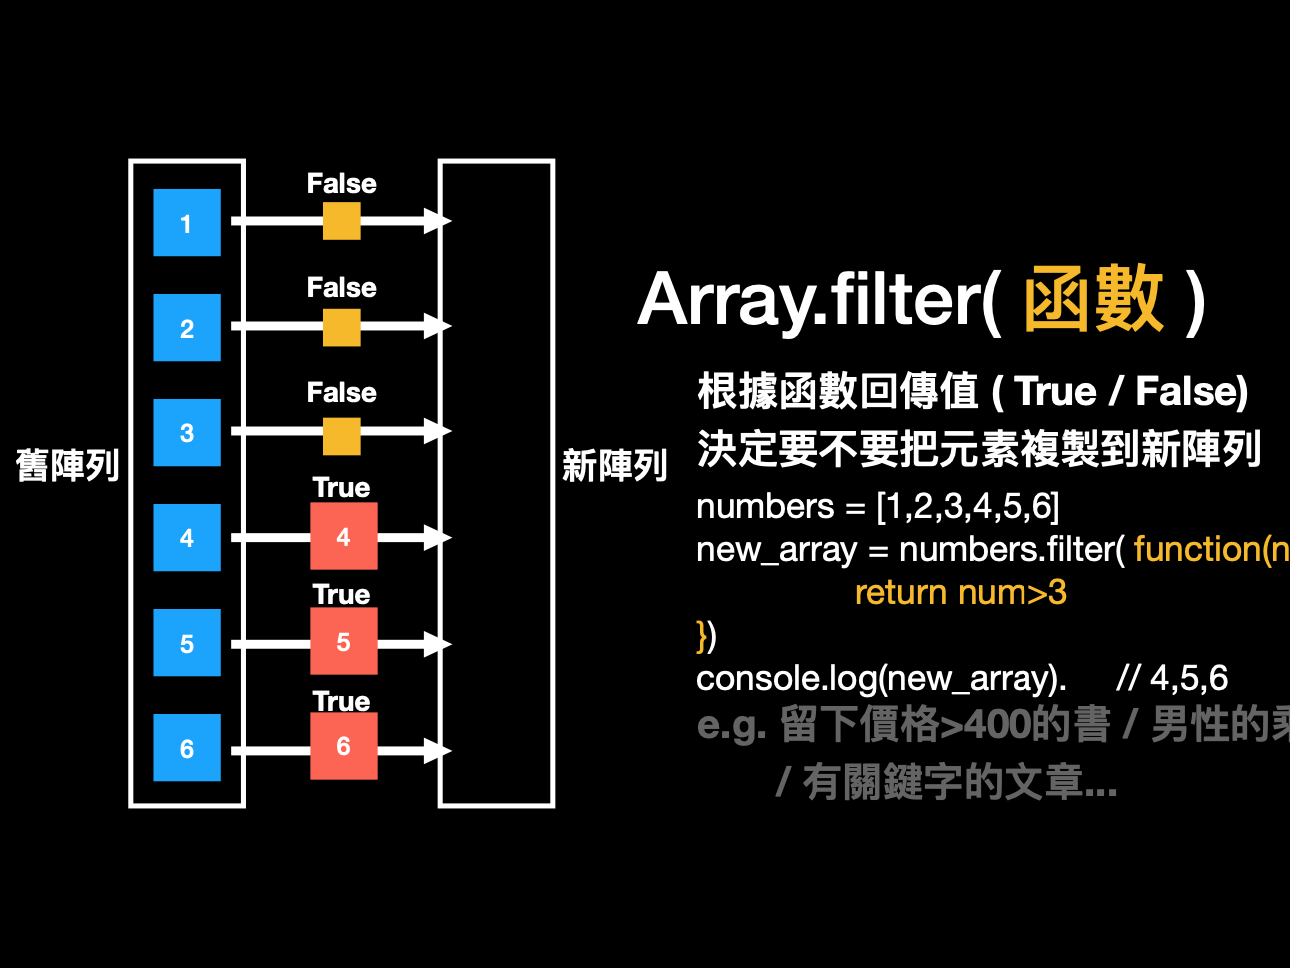 舊陣列
1
2
3
4
5
6
False
False
False
True
4
True
5
True
6
新陣列
Array.filter( 函數 )
根據函數回傳值 ( True / False)
決定要不要把元素複製到新陣列
numbers = [1,2,3,4,5,6]
new_array = numbers.filter( function(n
return num>3
})
console.log(new_array). // 4,5,6
e.g. 留下價格>400的書 / 男性的乘
/ 有關鍵字的文章...